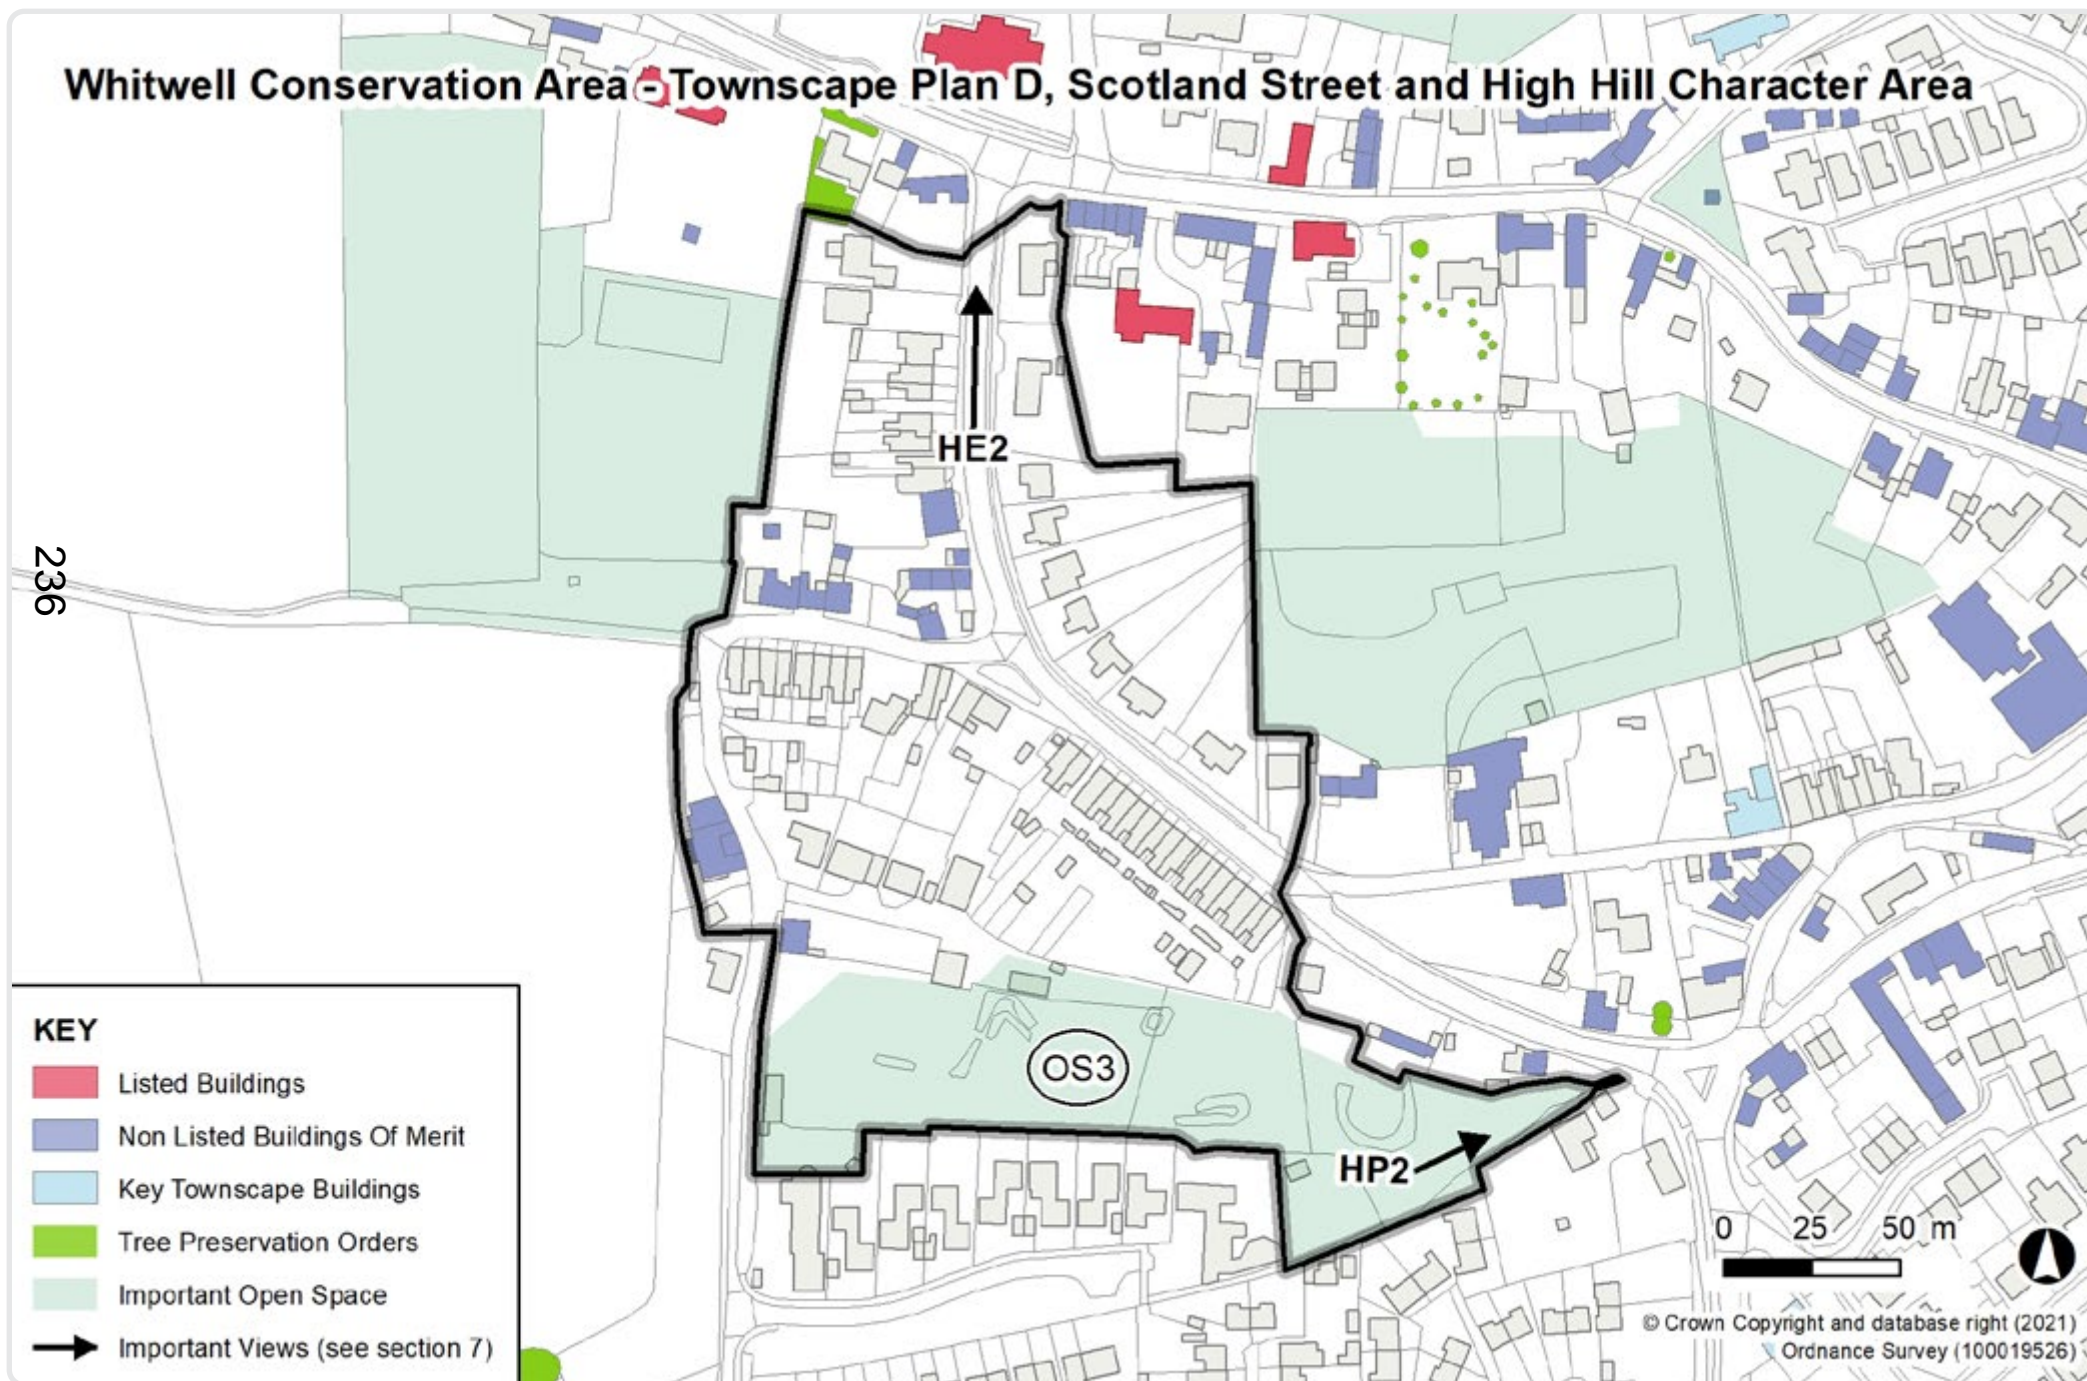 Whitwell Conservation Area - Townscape Plan D, Scotland Street and High Hill Character Area
HE2
236
OS3
HP2
KEY
Listed Buildings
Non Listed Buildings Of Merit
Key Townscape Buildings
Tree Preservation Orders
Important Open Space
Important Views (see section 7)
0 25 50 m
© Crown Copyright and database right (2021)
Ordnance Survey (100019526)